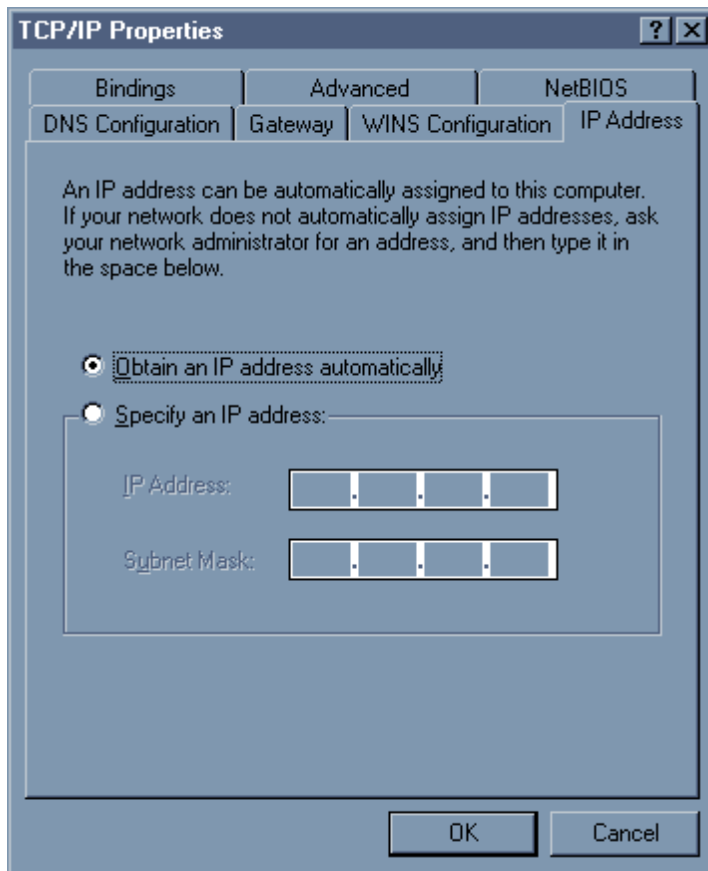 TCP/IP Properties
Bindings
Advanced
NetBIOS
DNS Configuration
Gateway
WINS Configuration
IP Address
An IP address can be automatically assigned to this computer.
If your network does not automatically assign IP addresses, ask
your network administrator for an address, and then type it in
the space below.
Obtain an IP address automatically
Specify an IP address:
IP Address:
. . .
Subnet Mask:
. . .
OK
Cancel